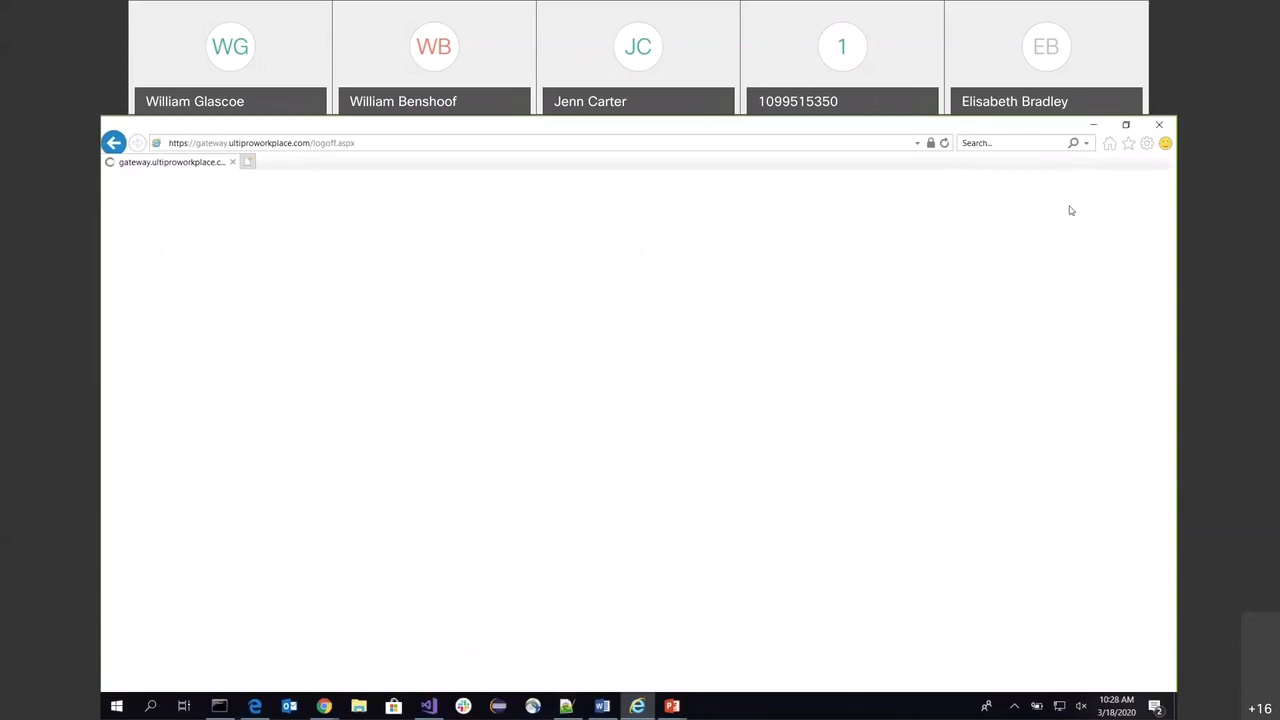 WG
WB
JC
1
EB
William Glascoe
William Benshoof
Jenn Carter
1099515350
Elisabeth Bradley
https://gateway.ultiproworkplace.com/logoff.aspx
Search...
gateway.ultiproworkplace.c...
10:28 AM
3/18/2020
2
+16